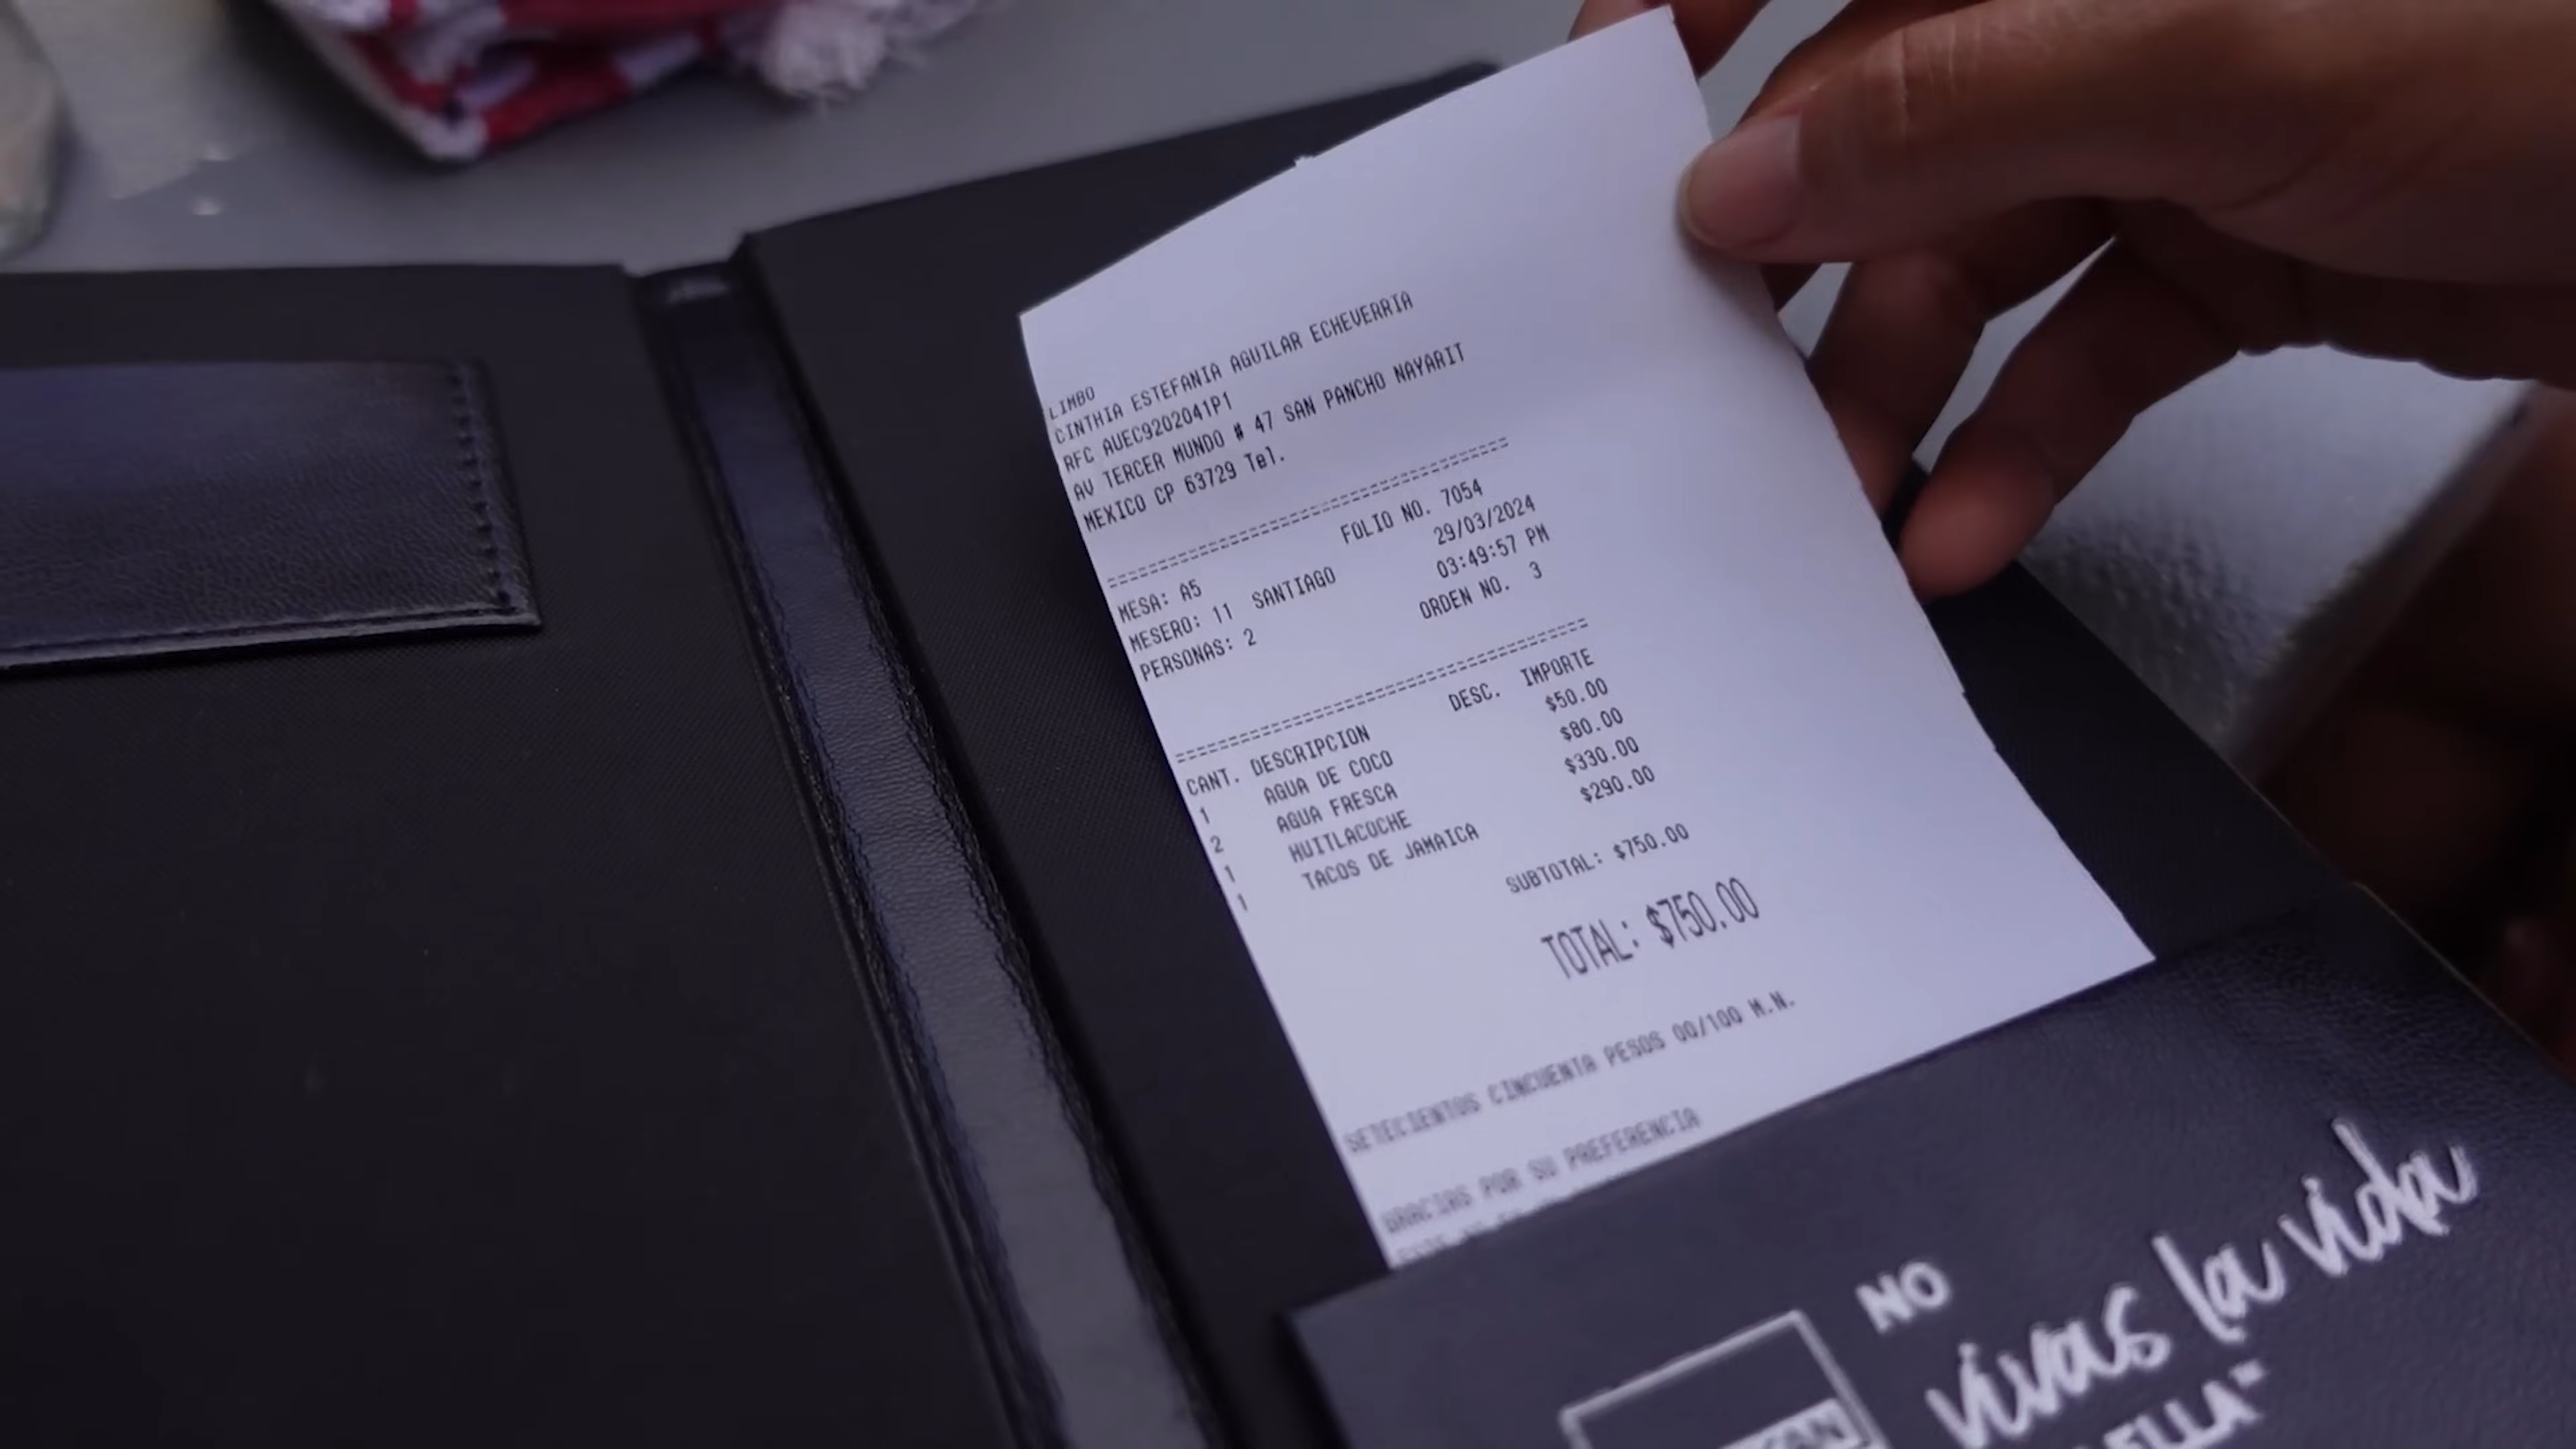 LIMBO
CINTHIA ESTEFANIA AGUILAR ECHEVERRIA
RFC AUEC9202041P1
AV TERCER MUNDO # 47 SAN PANCHO NAYARIT
MEXICO CP 63729 Tel.
FOLIO NO. 7054
MESA: A5 29/03/2024
MESERO: 11 SANTIAGO 03:49:57 PM
PERSONAS: 2 ORDEN NO. 3
CANT. DESCRIPCION DESC. IMPORTE
1 AGUA DE COCO $50.00
2 AGUA FRESCA $80.00
1 HUITLACOCHE $330.00
1 TACOS DE JAMAICA $290.00
SUBTOTAL: $750.00
TOTAL: $750.00
SETECIENTOS CINCUENTA PESOS 00/100 M.N.
GRACIAS POR SU PREFERENCIA
NO
vivas la vida